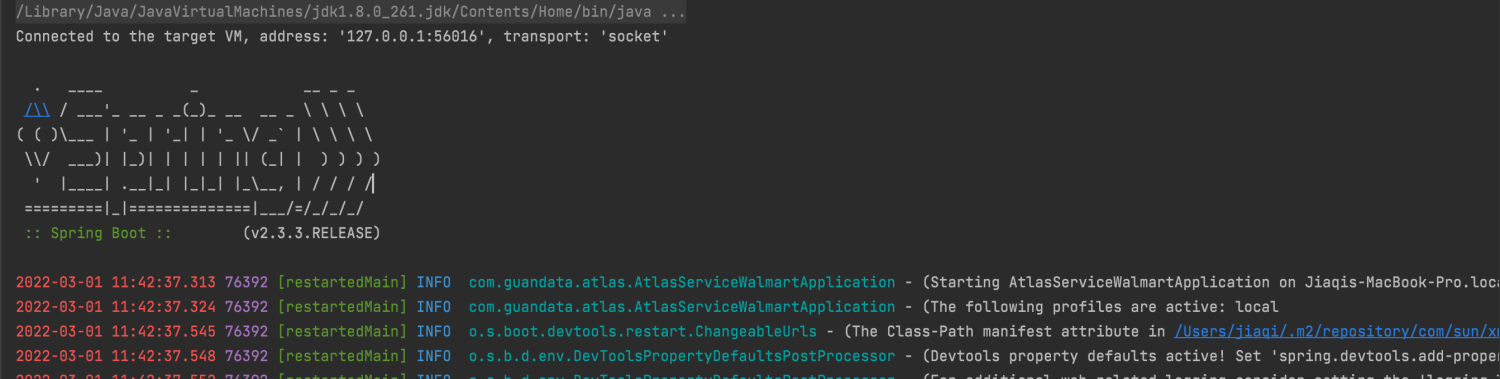 /Library/Java/JavaVirtualMachines/jdk1.8.0_261.jdk/Contents/Home/bin/java ...
Connected to the target VM, address: '127.0.0.1:56016', transport: 'socket'
  .   ____          _            __ _ _
 /\\ / ___'_ __ _ _(_)_ __  __ _ \ \ \ \
( ( )\___ | '_ | '_| | '_ \/ _` | \ \ \ \
 \\/  ___)| |_)| | | | | || (_| |  ) ) ) )
  '  |____| .__|_| |_|_| |_\__, | / / / /
 =========|_|==============|___/=/_/_/_/
 :: Spring Boot ::        (v2.3.3.RELEASE)
2022-03-01 11:42:37.313 76392 [restartedMain] INFO  com.guandata.atlas.AtlasServiceWalmartApplication - (Starting AtlasServiceWalmartApplication on Jiaqis-MacBook-Pro.loca
2022-03-01 11:42:37.324 76392 [restartedMain] INFO  com.guandata.atlas.AtlasServiceWalmartApplication - (The following profiles are active: local
2022-03-01 11:42:37.545 76392 [restartedMain] INFO  o.s.boot.devtools.restart.ChangeableUrls - (The Class-Path manifest attribute in /Users/jiaqi/.m2/repository/com/sun/xm
2022-03-01 11:42:37.548 76392 [restartedMain] INFO  o.s.b.d.env.DevToolsPropertyDefaultsPostProcessor - (Devtools property defaults active! Set 'spring.devtools.add-proper